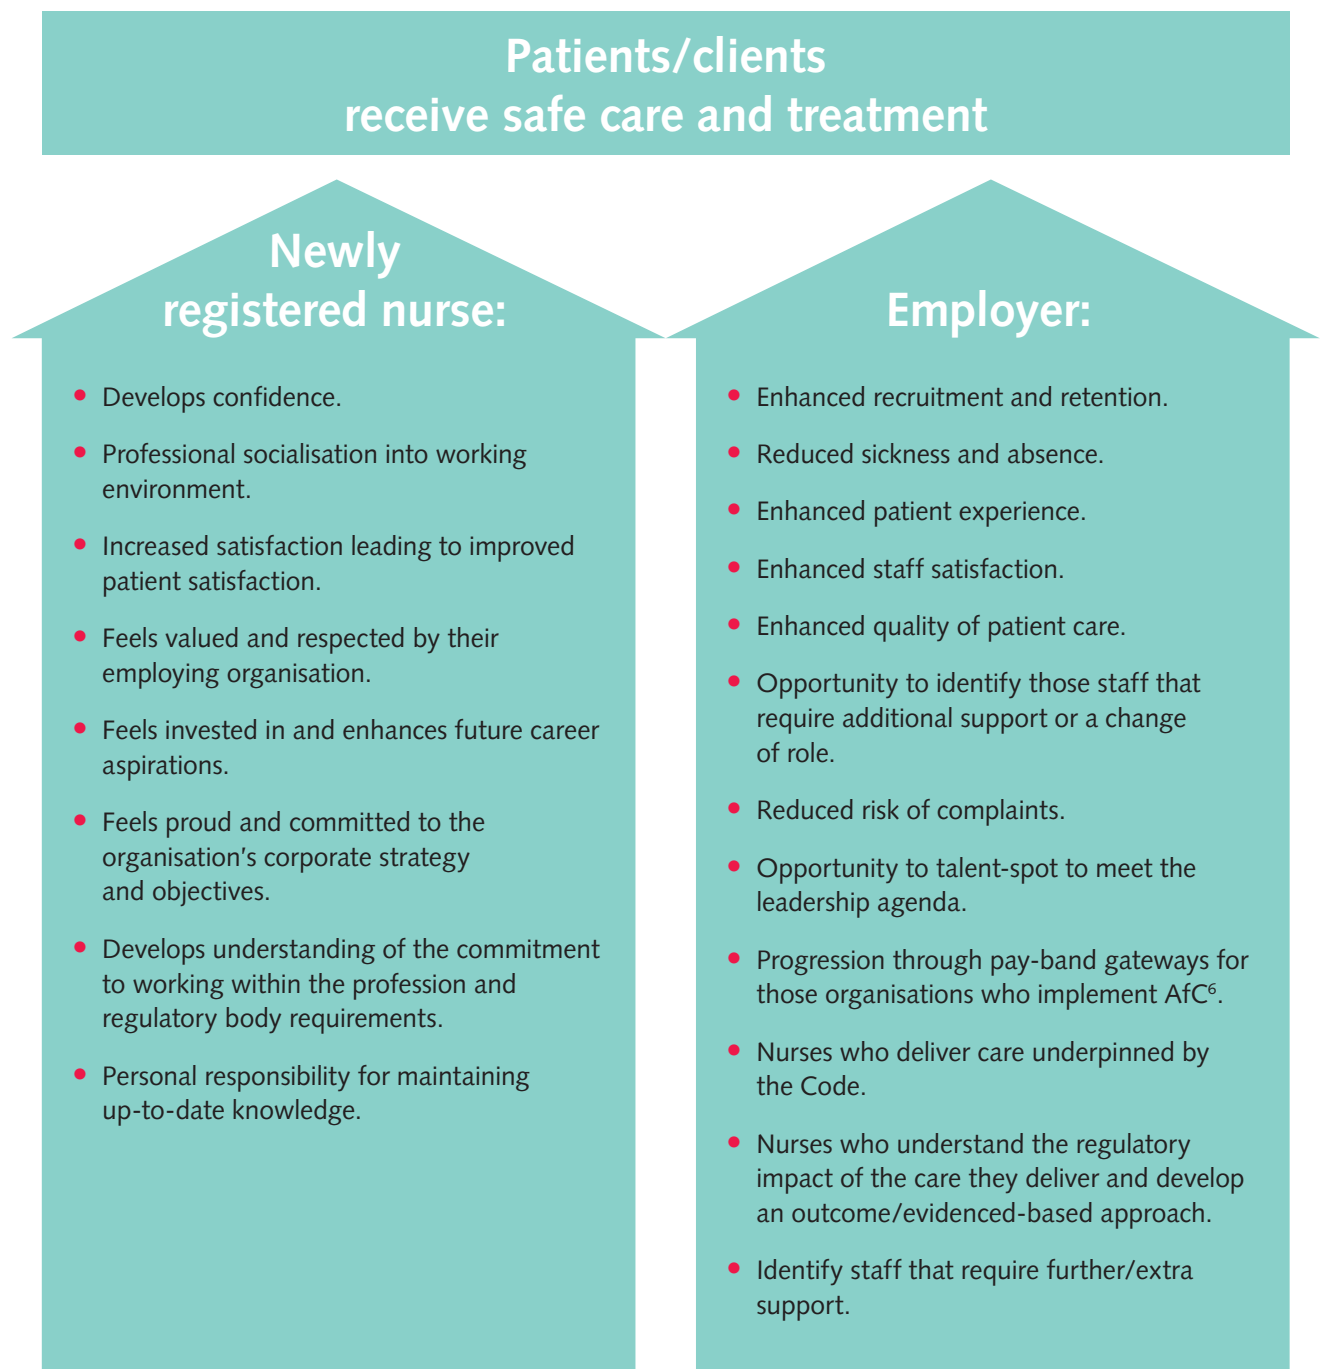 Patients/clients
receive safe care and treatment
Newly
registered nurse:
• Develops confidence.
• Professional socialisation into working
environment.
• Increased satisfaction leading to improved
patient satisfaction.
• Feels valued and respected by their
employing organisation.
• Feels invested in and enhances future career
aspirations.
• Feels proud and committed to the
organisation's corporate strategy
and objectives.
• Develops understanding of the commitment
to working within the profession and
regulatory body requirements.
• Personal responsibility for maintaining
up-to-date knowledge.
Employer:
• Enhanced recruitment and retention.
• Reduced sickness and absence.
• Enhanced patient experience.
• Enhanced staff satisfaction.
• Enhanced quality of patient care.
• Opportunity to identify those staff that
require additional support or a change
of role.
• Reduced risk of complaints.
• Opportunity to talent-spot to meet the
leadership agenda.
• Progression through pay-band gateways for
those organisations who implement AfC⁶.
• Nurses who deliver care underpinned by
the Code.
• Nurses who understand the regulatory
impact of the care they deliver and develop
an outcome/evidenced-based approach.
• Identify staff that require further/extra
support.